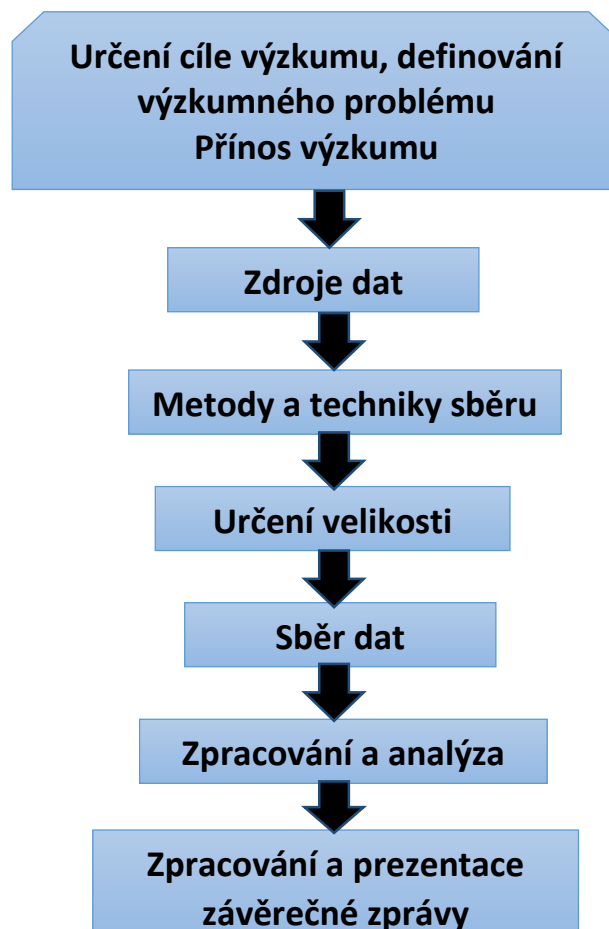 Určení cíle výzkumu, definování
výzkumného problému
Přínos výzkumu
Zdroje dat
Metody a techniky sběru
Určení velikosti
Sběr dat
Zpracování a analýza
Zpracování a prezentace
závěrečné zprávy